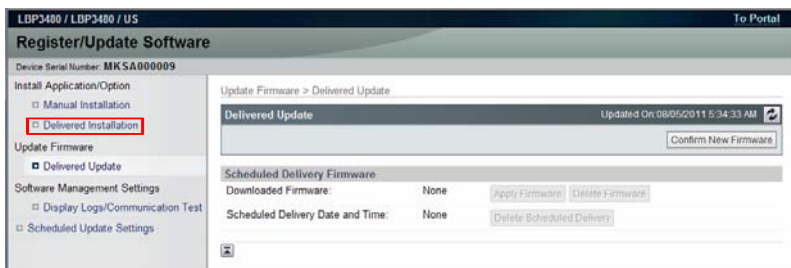 LBP3480 / LBP3480 / US
To Portal
Register/Update Software
Device Serial Number: MKSA000009
Install Application/Option
Manual Installation
Delivered Installation
Update Firmware
Delivered Update
Software Management Settings
Display Logs/Communication Test
Scheduled Update Settings
Update Firmware > Delivered Update
Delivered Update
Updated On:08/05/2011 5:34:33 AM
Confirm New Firmware
Scheduled Delivery Firmware
Downloaded Firmware: None Apply Firmware Delete Firmware
Scheduled Delivery Date and Time: None Delete Scheduled Delivery